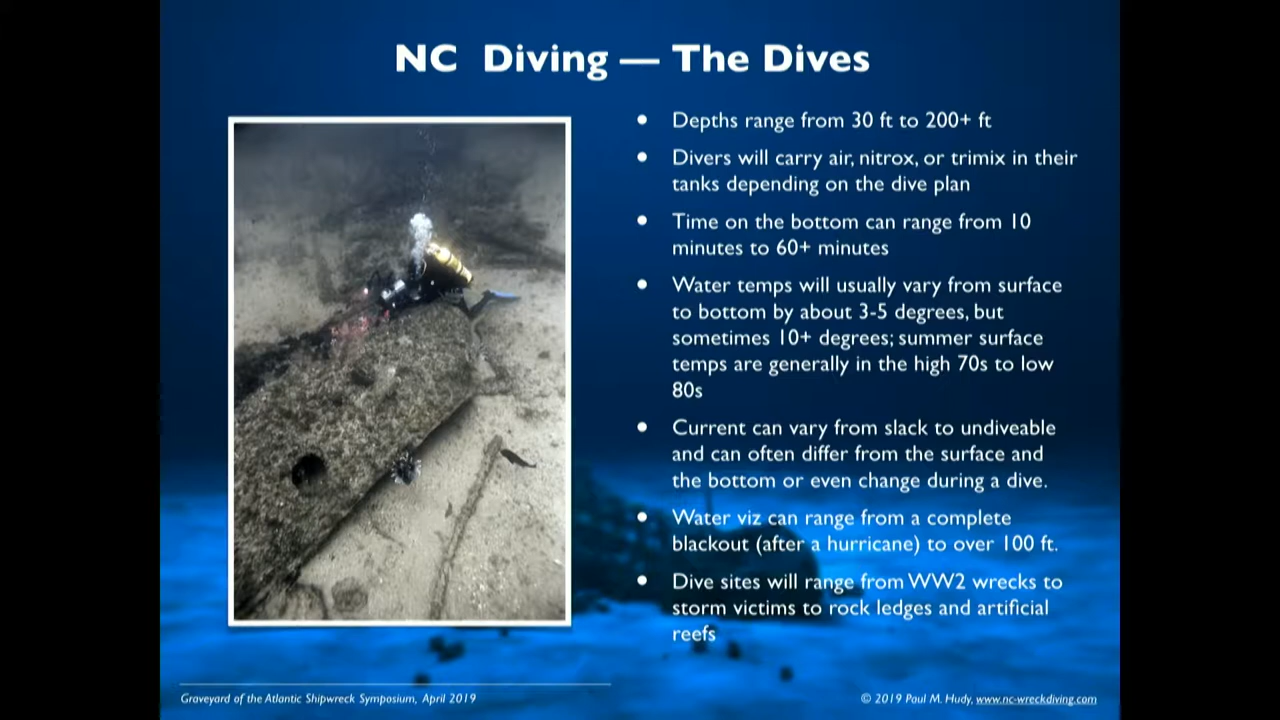 NC Diving — The Dives
• Depths range from 30 ft to 200+ ft
• Divers will carry air, nitrox, or trimix in their
tanks depending on the dive plan
• Time on the bottom can range from 10
minutes to 60+ minutes
• Water temps will usually vary from surface
to bottom by about 3-5 degrees, but
sometimes 10+ degrees; summer surface
temps are generally in the high 70s to low
80s
• Current can vary from slack to undiveable
and can often differ from the surface and
the bottom or even change during a dive.
• Water viz can range from a complete
blackout (after a hurricane) to over 100 ft.
• Dive sites will range from WW2 wrecks to
storm victims to rock ledges and artificial
reefs
Graveyard of the Atlantic Shipwreck Symposium, April 2019
© 2019 Paul M. Hudy, www.nc-wreckdiving.com